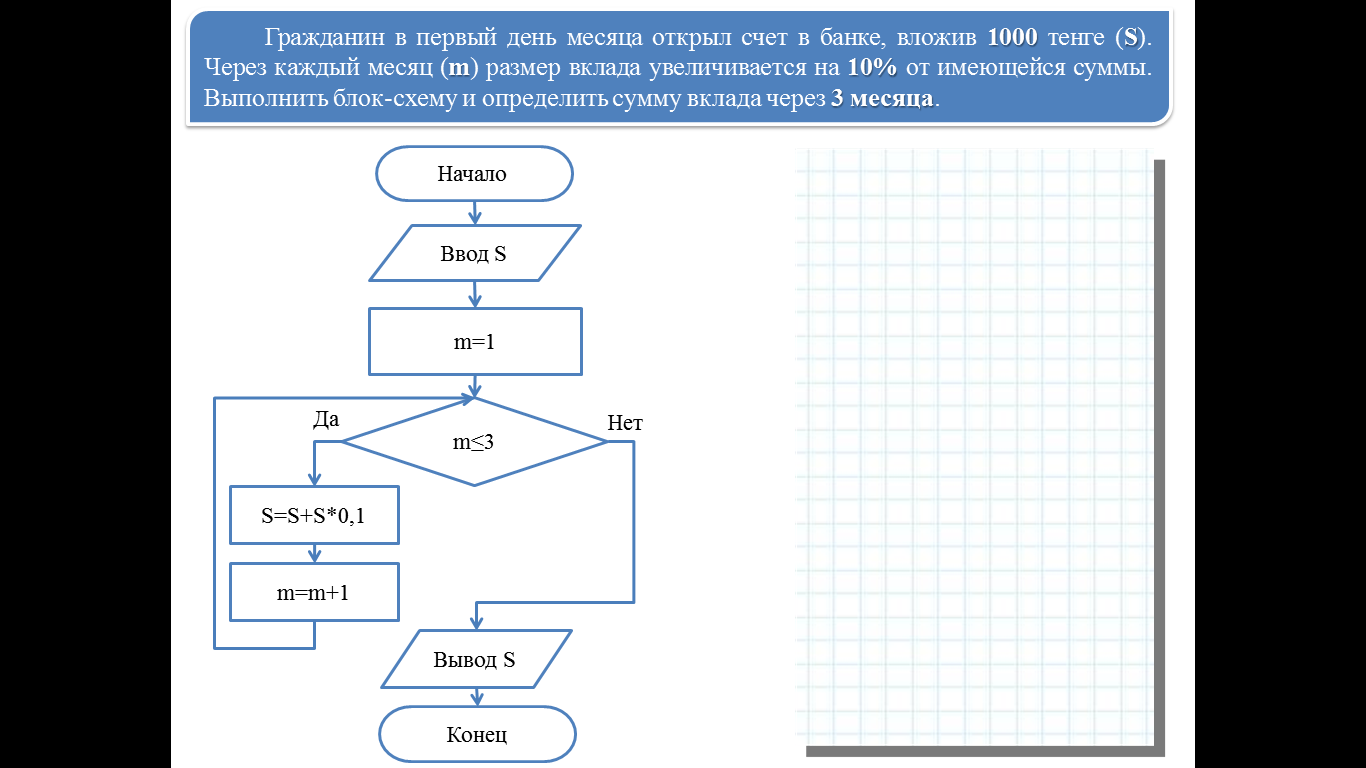 Гражданин в первый день месяца открыл счет в банке, вложив 1000 тенге (S).
Через каждый месяц (m) размер вклада увеличивается на 10% от имеющейся суммы.
Выполнить блок-схему и определить сумму вклада через 3 месяца.
Начало
Ввод S
m=1
Да
Нет
m≤3
S=S+S*0,1
m=m+1
Вывод S
Конец